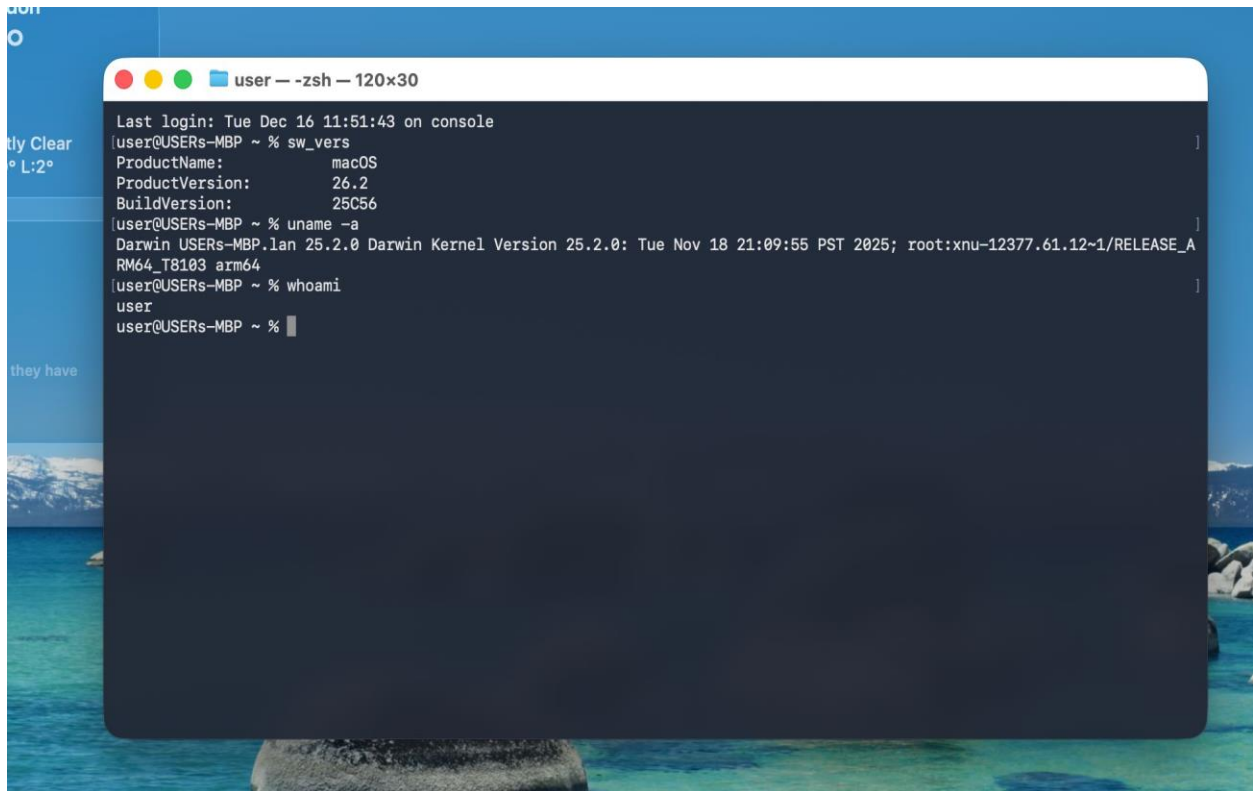 O
tly Clear
° L:2°
they have
user — -zsh — 120×30
Last login: Tue Dec 16 11:51:43 on console
[user@USERs-MBP ~ % sw_vers ]
ProductName: macOS
ProductVersion: 26.2
BuildVersion: 25C56
[user@USERs-MBP ~ % uname -a ]
Darwin USERs-MBP.lan 25.2.0 Darwin Kernel Version 25.2.0: Tue Nov 18 21:09:55 PST 2025; root:xnu-12377.61.12~1/RELEASE_A
RM64_T8103 arm64
[user@USERs-MBP ~ % whoami ]
user
user@USERs-MBP ~ %